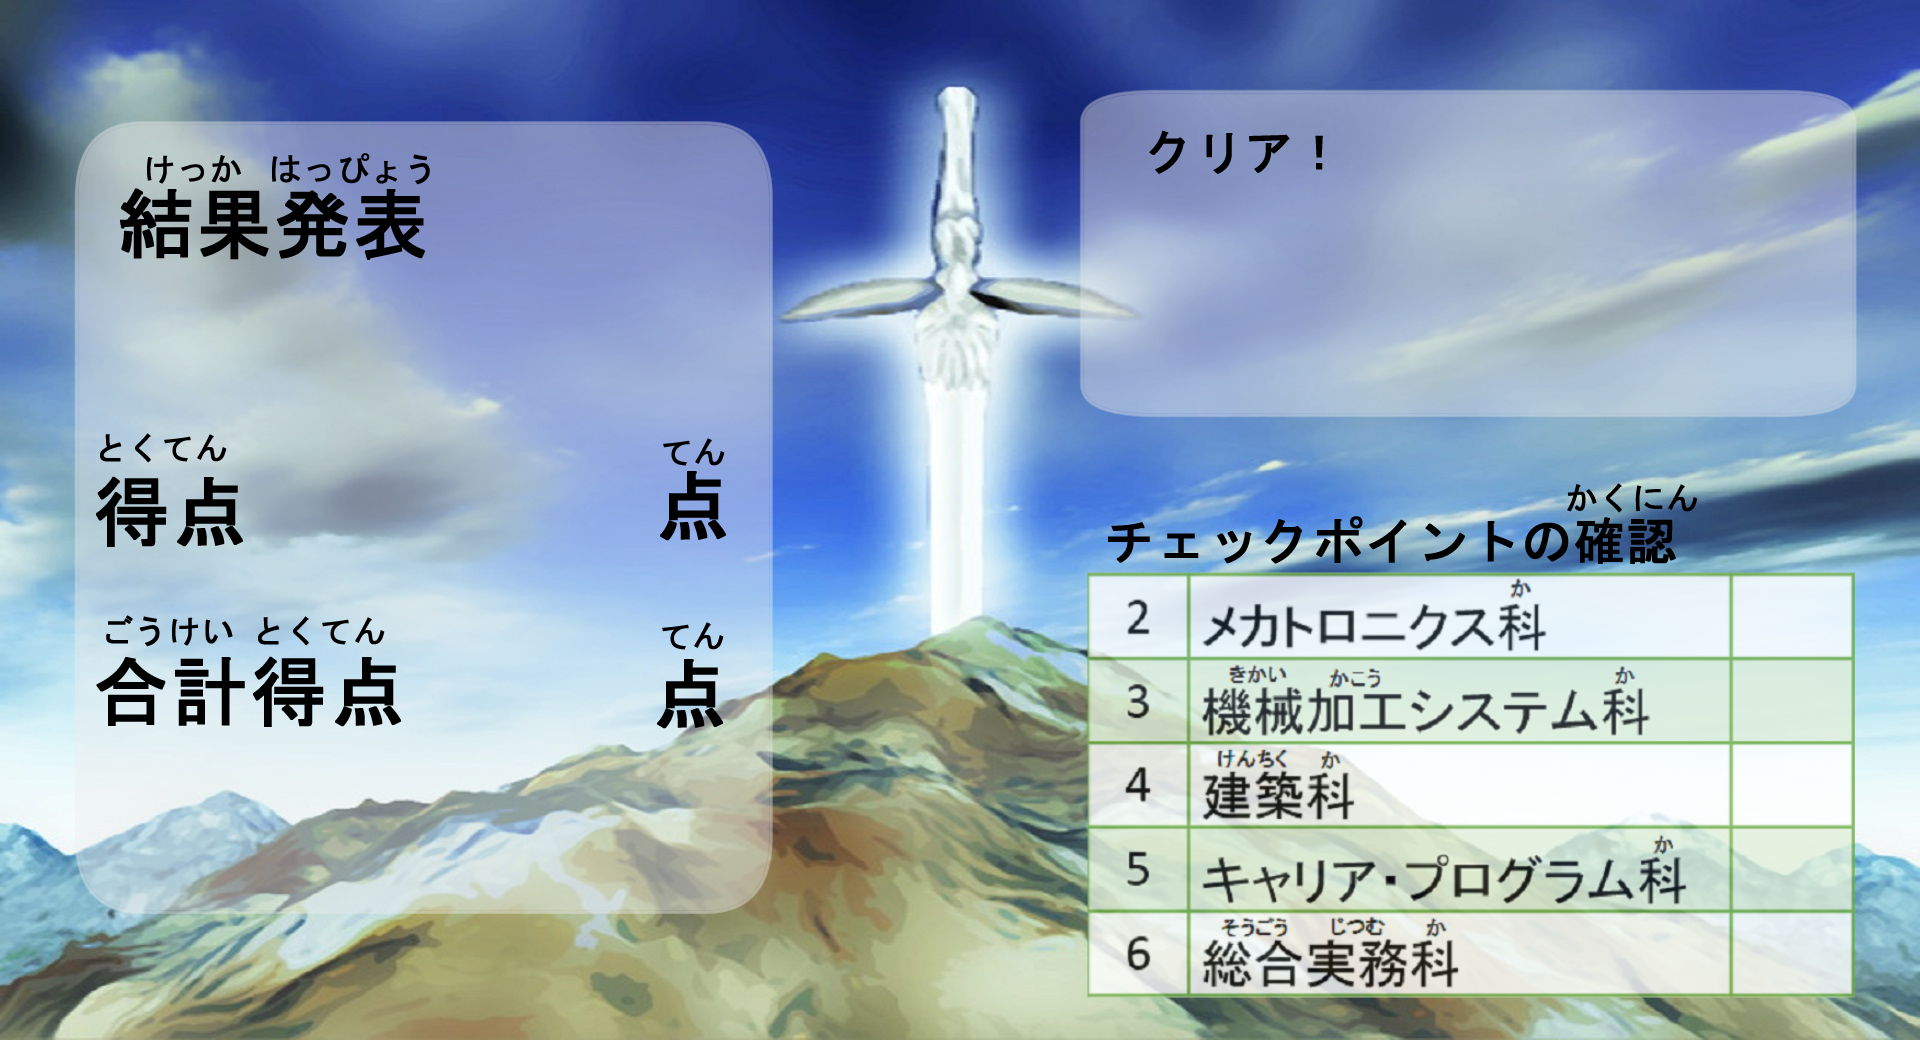 けっか はっぴょう
結果発表
とくてん てん
得点 点
ごうけい とくてん てん
合計得点 点
クリア！
かくにん
チェックポイントの確認
か
2 メカトロニクス科
きかい かこう か
3 機械加工システム科
けんちく か
4 建築科
か
5 キャリア・プログラム科
そうごう じつむ か
6 総合実務科